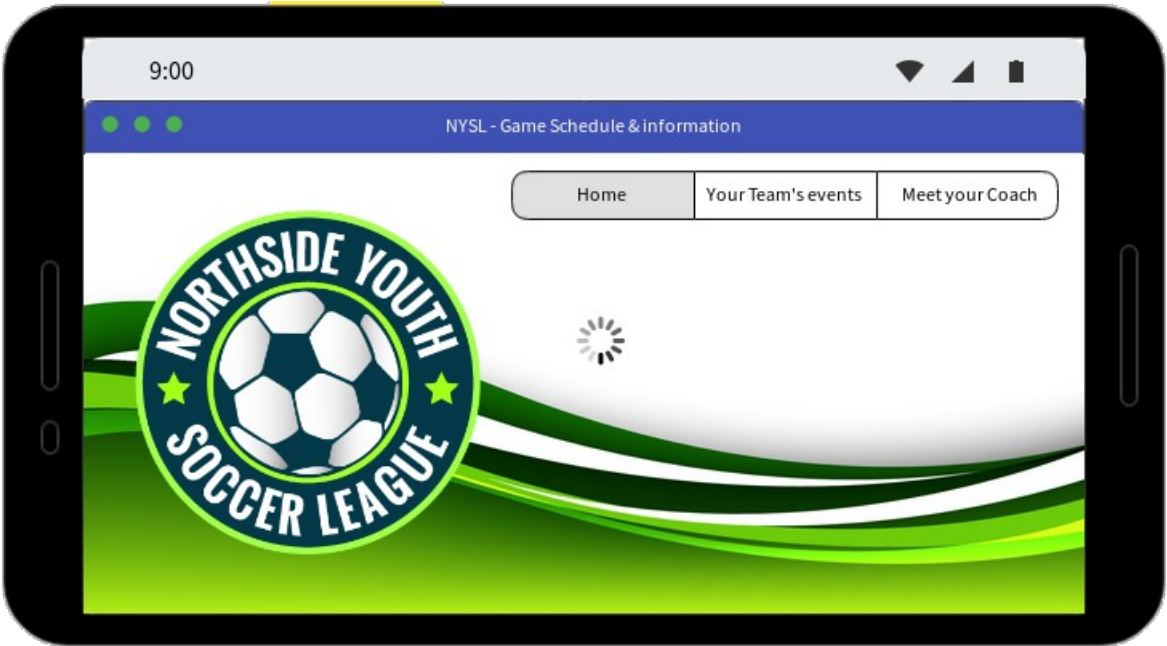 9:00
NYSL - Game Schedule & information
Home
Your Team's events
Meet your Coach
NORTHSIDE YOUTH
SOCCER LEAGUE